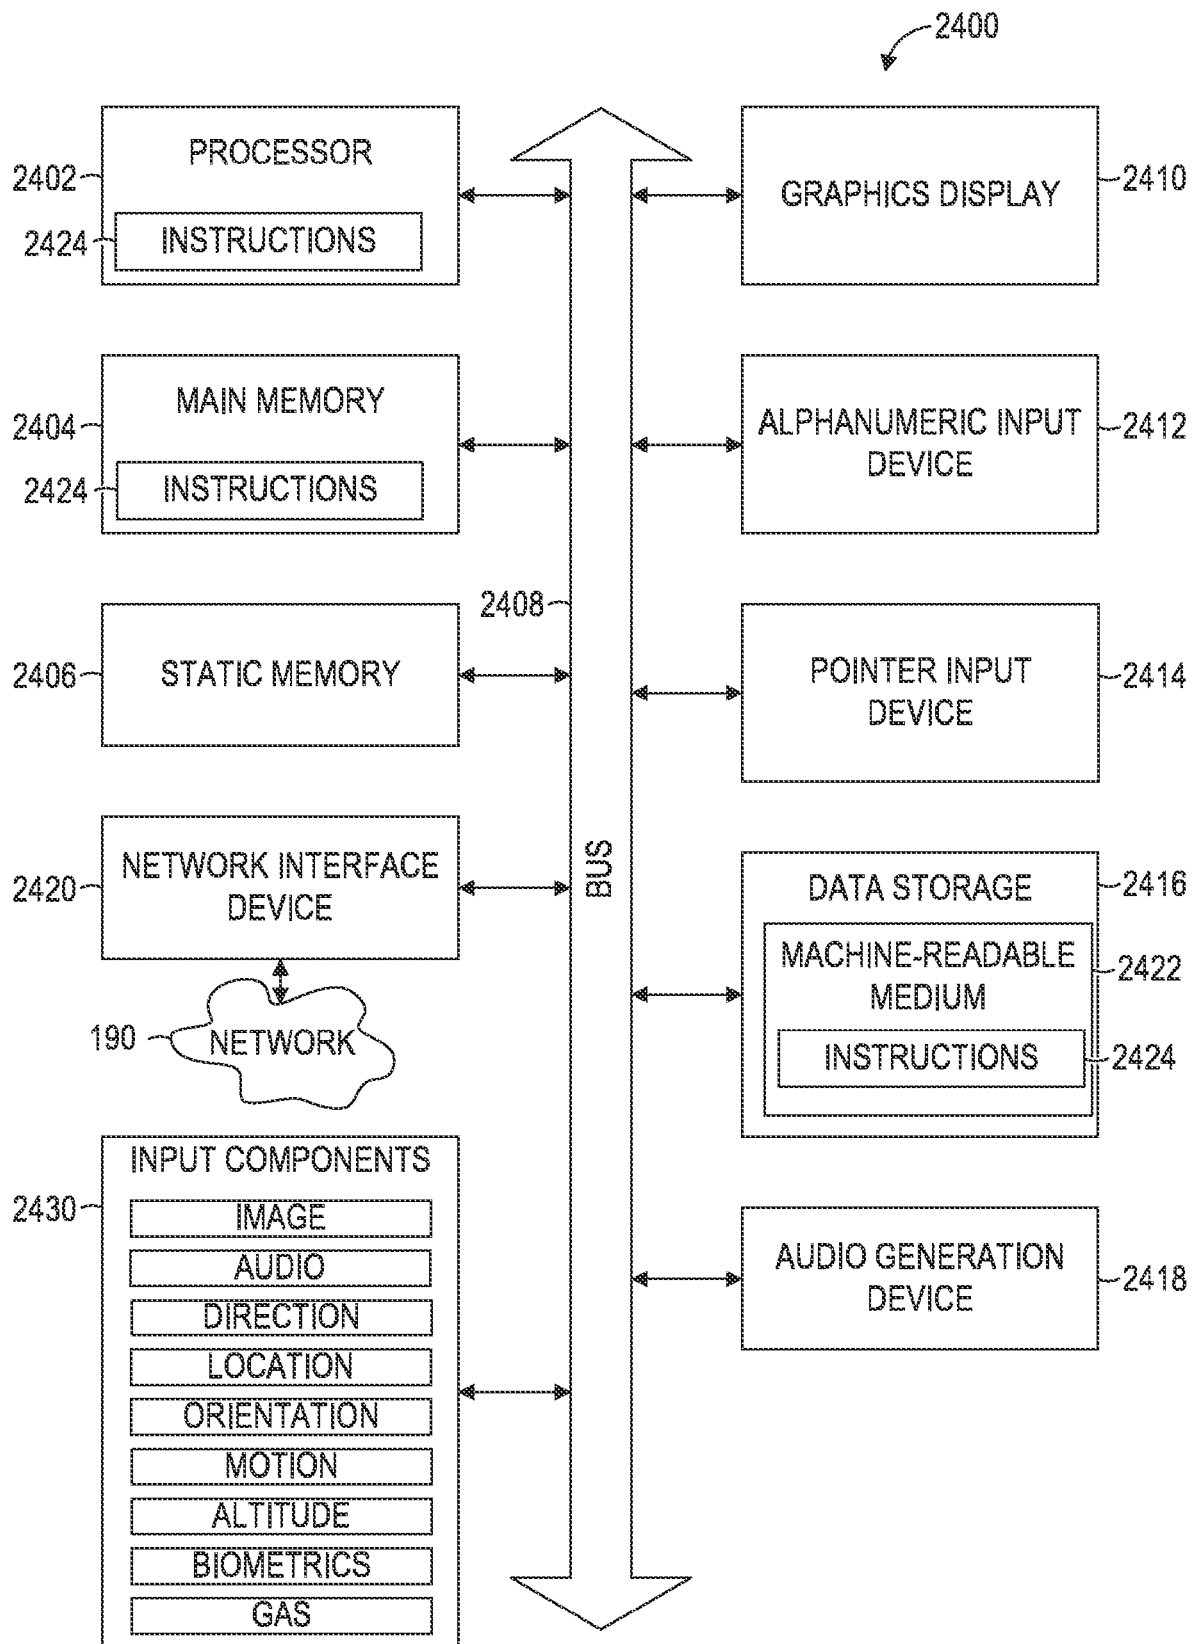 2400
PROCESSOR
2402
2424
INSTRUCTIONS
MAIN MEMORY
2404
2424
INSTRUCTIONS
2406
STATIC MEMORY
2420
NETWORK INTERFACE
DEVICE
190
NETWORK
INPUT COMPONENTS
2430
IMAGE
AUDIO
DIRECTION
LOCATION
ORIENTATION
MOTION
ALTITUDE
BIOMETRICS
GAS
2408
BUS
GRAPHICS DISPLAY
2410
ALPHANUMERIC INPUT
DEVICE
2412
POINTER INPUT
DEVICE
2414
DATA STORAGE
2416
MACHINE-READABLE
MEDIUM
2422
INSTRUCTIONS
2424
AUDIO GENERATION
DEVICE
2418